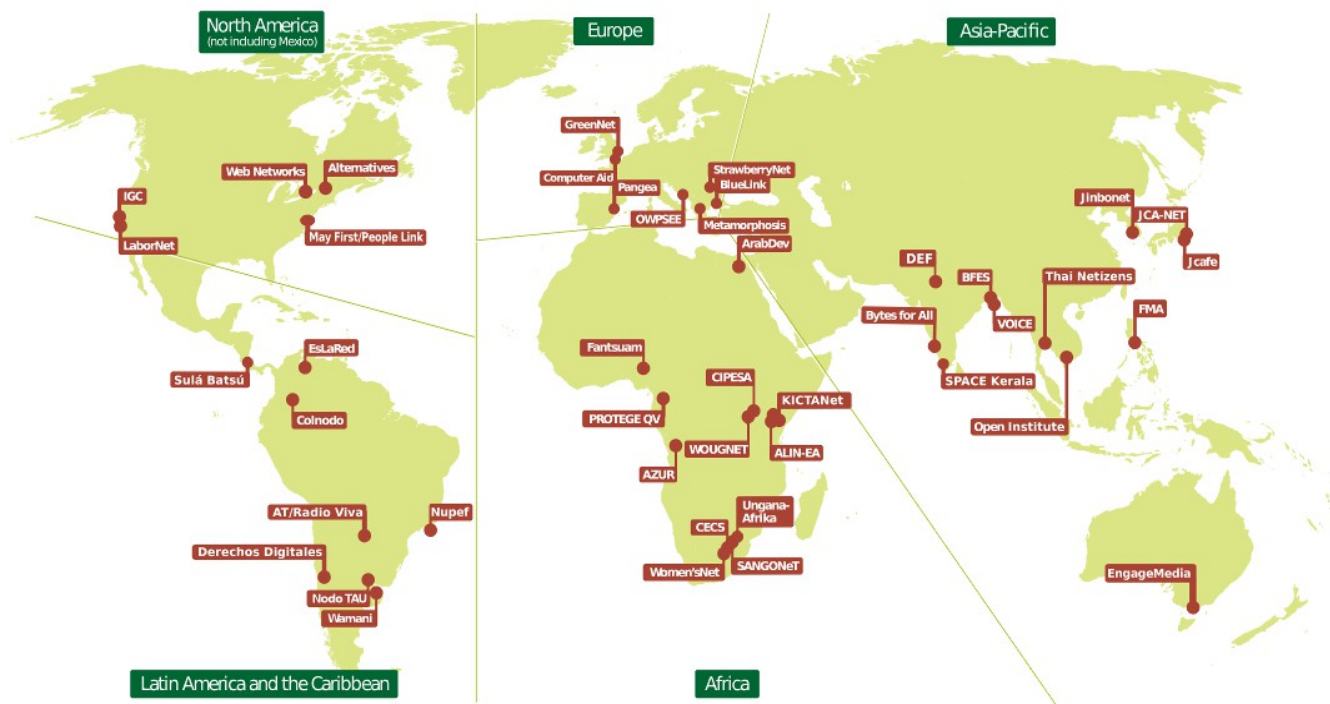 North America
(not including Mexico)
Europe
Asia-Pacific
GreenNet
Web Networks
Alternatives
Computer Aid
Pangea
StrawberryNet
BlueLink
IGC
Jinbonet
JCA-NET
OWPSEE
Metamorphosis
May First/People Link
LaborNet
ArabDev
DEF
BFES
Thai Netizens
Jcafe
Bytes for All
VOICE
FMA
EsLaRed
Fantsuam
Sulá Batsú
CIPESA
SPACE Kerala
KICTANet
Colnodo
PROTEGE QV
Open Institute
WOUGNET
ALIN-EA
AZUR
AT/Radio Viva
Nupef
Ungana-
Afrika
CECS
Derechos Digitales
Women'sNet
SANGONeT
EngageMedia
Nodo TAU
Wamani
Latin America and the Caribbean
Africa